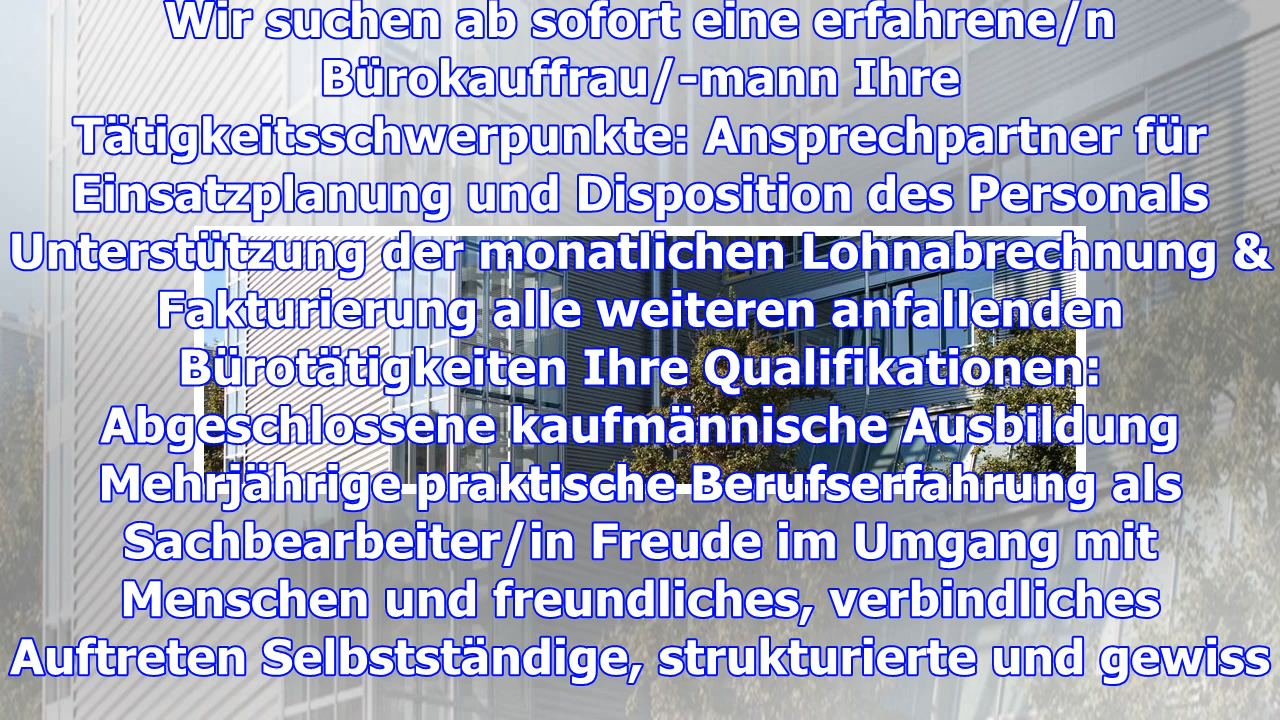 Wir suchen ab sofort eine erfahrene/n
Bürokauffrau/-mann Ihre
Tätigkeitsschwerpunkte: Ansprechpartner für
Einsatzplanung und Disposition des Personals
Unterstützung der monatlichen Lohnabrechnung &
Fakturierung alle weiteren anfallenden
Bürotätigkeiten Ihre Qualifikationen:
Abgeschlossene kaufmännische Ausbildung
Mehrjährige praktische Berufserfahrung als
Sachbearbeiter/in Freude im Umgang mit
Menschen und freundliches, verbindliches
Auftreten Selbstständige, strukturierte und gewiss